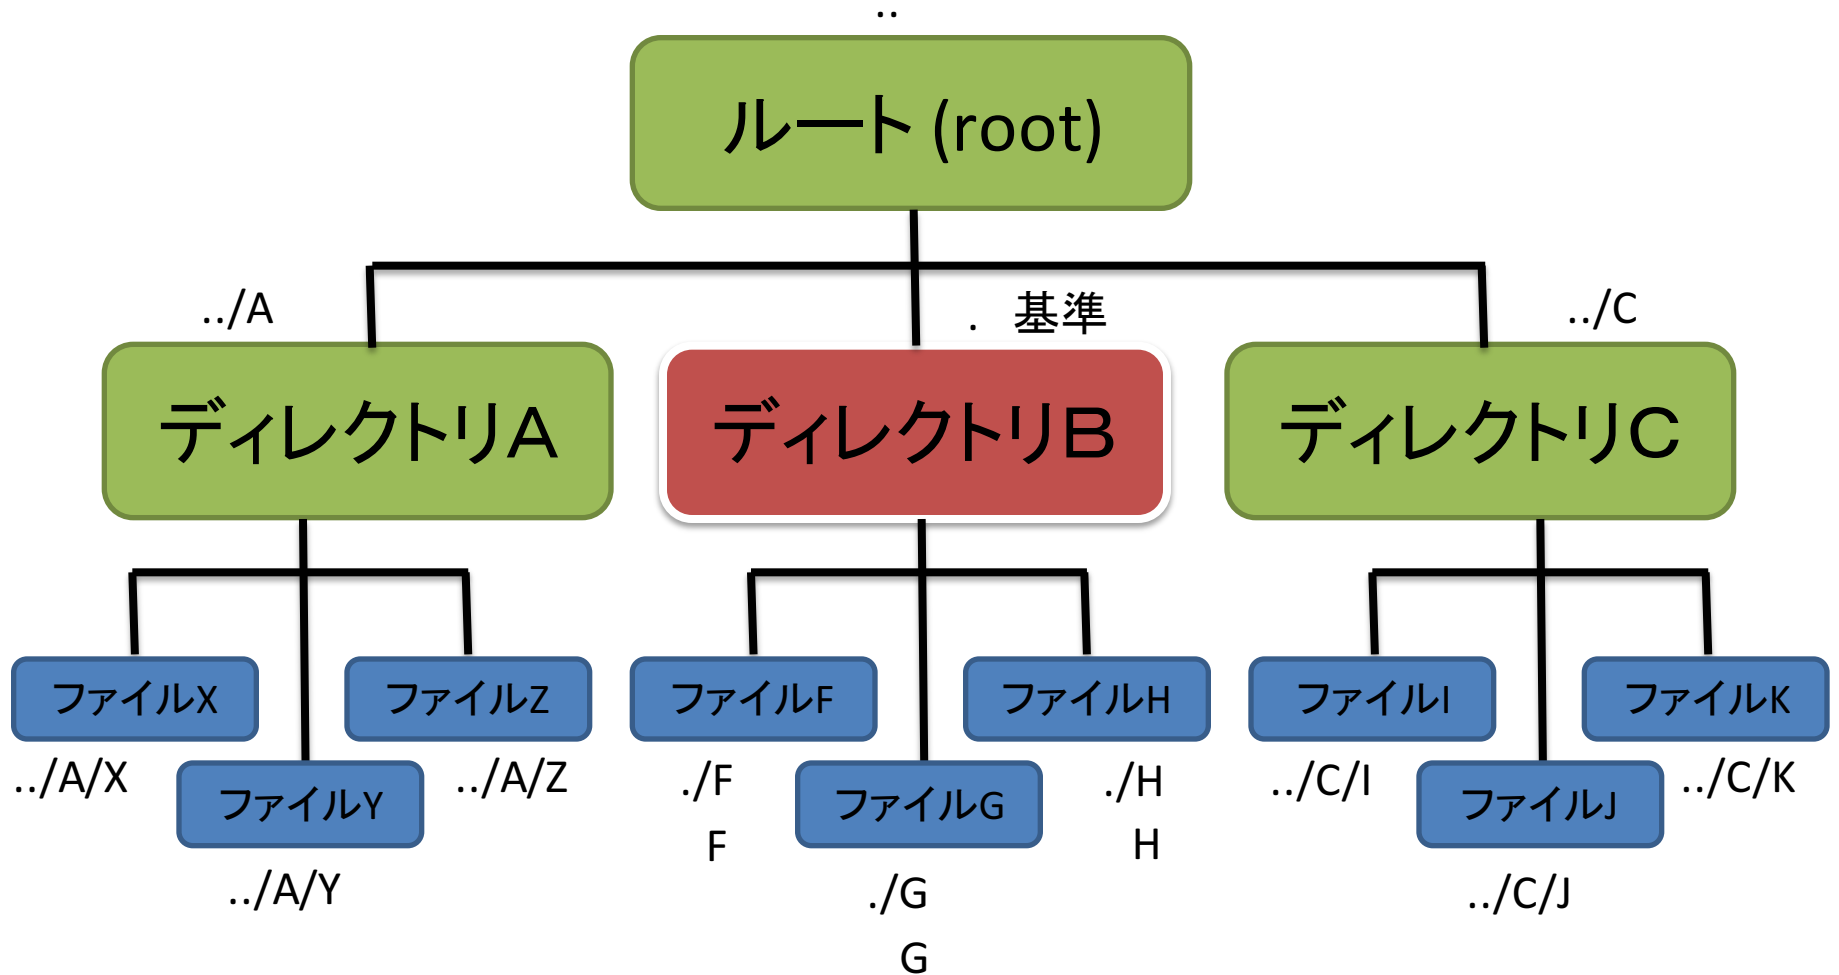 ..
ルート (root)
../A
. 基準
../C
ディレクトリA
ディレクトリB
ディレクトリC
ファイルX
ファイルZ
ファイルF
ファイルH
ファイルI
ファイルK
../A/X
ファイルY
../A/Z
./F
F
ファイルG
./H
H
../C/I
ファイルJ
../C/K
../A/Y
./G
G
../C/J